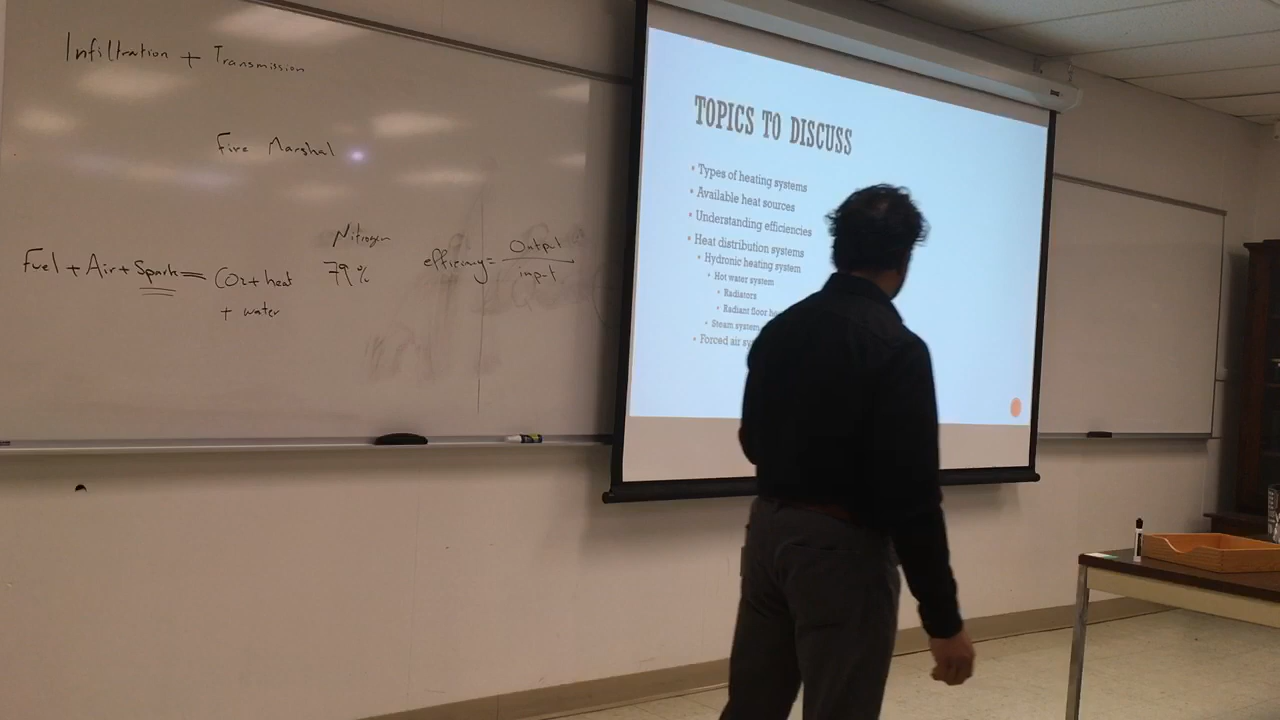 Infiltration + Transmission
Fire Marshal
Nitrogen
79%
Fuel + Air + Spark = CO2 + heat
+ water
efficiency = Output
input
TOPICS TO DISCUSS
• Types of heating systems
• Available heat sources
• Understanding efficiencies
• Heat distribution systems
• Hydronic heating system
• Hot water system
• Radiators
• Radiant floor
• Steam system
• Forced air